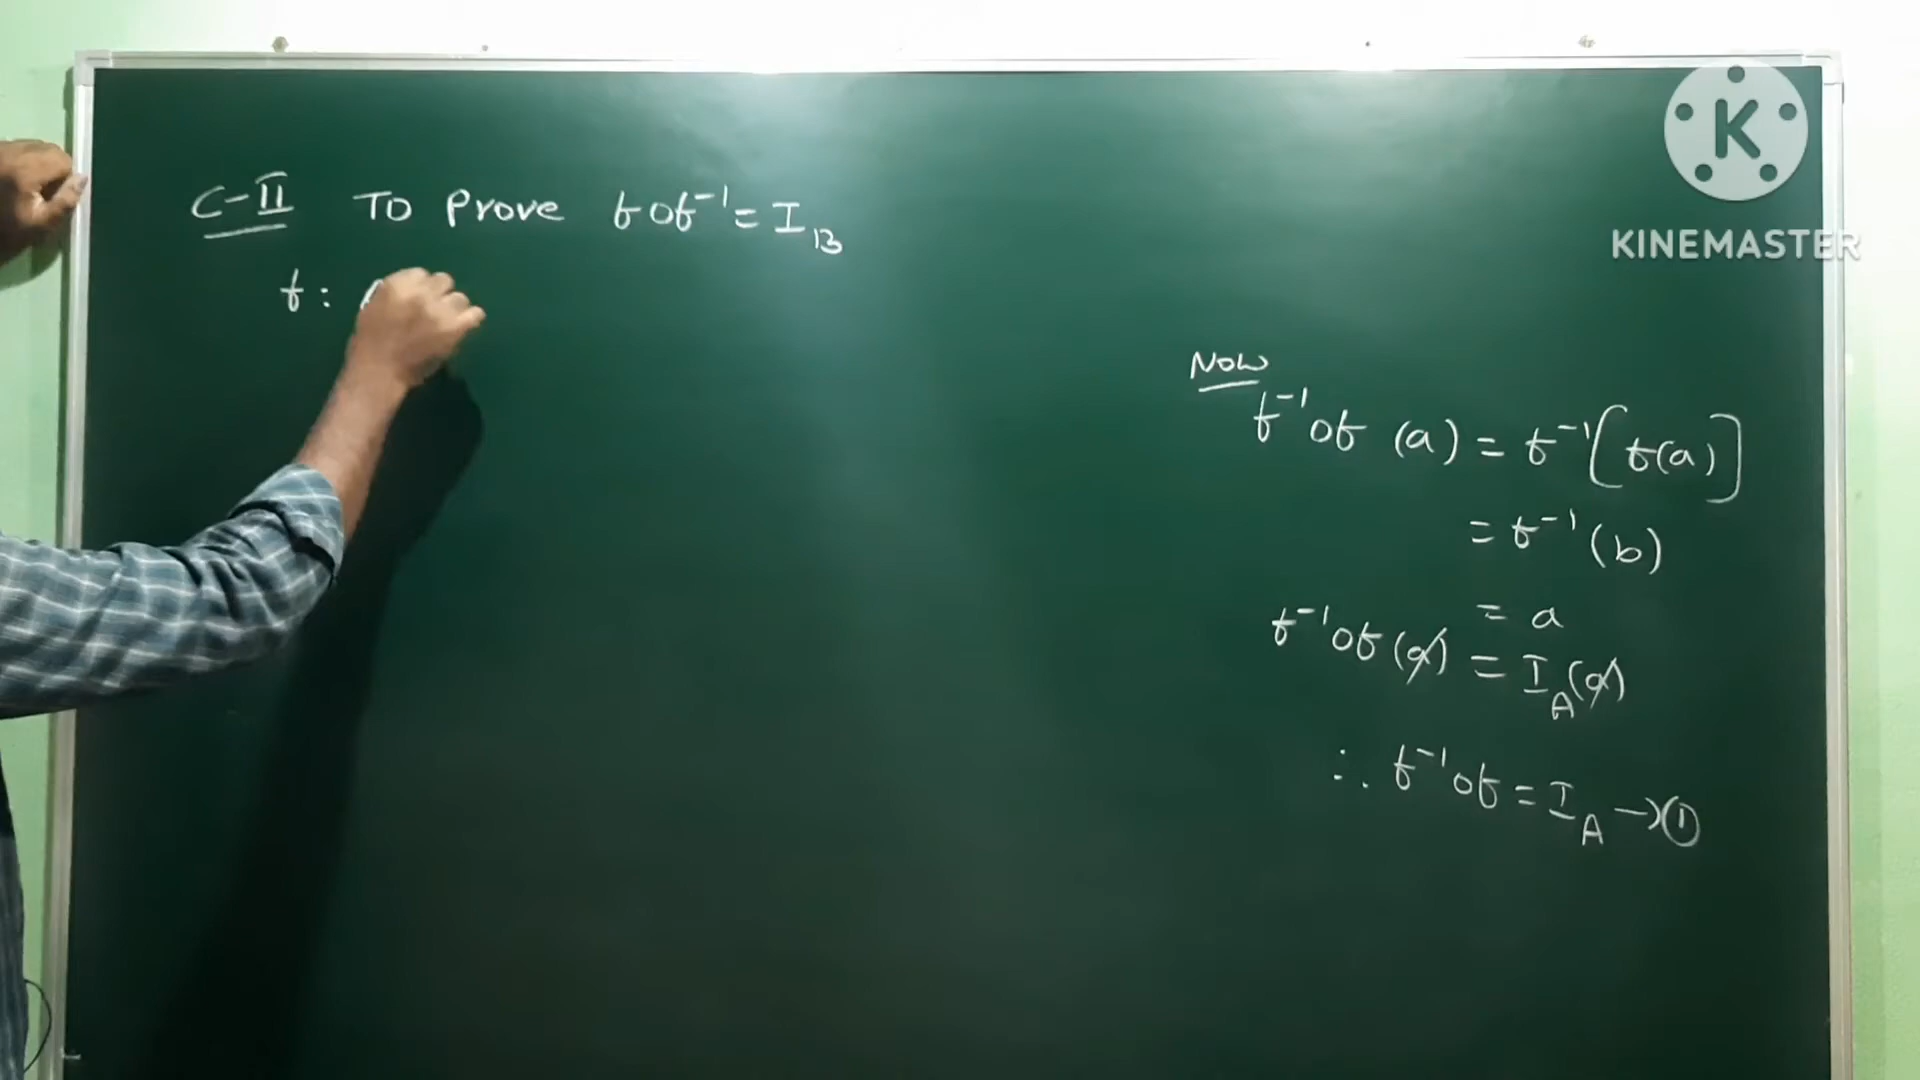 C-II To Prove fof⁻¹ = I_B
f :
Now
f⁻¹of (a) = f⁻¹[f(a)]
= f⁻¹(b)
= a
f⁻¹of(a) = I_A(a)
∴ f⁻¹of = I_A → ①
K
KINEMASTER